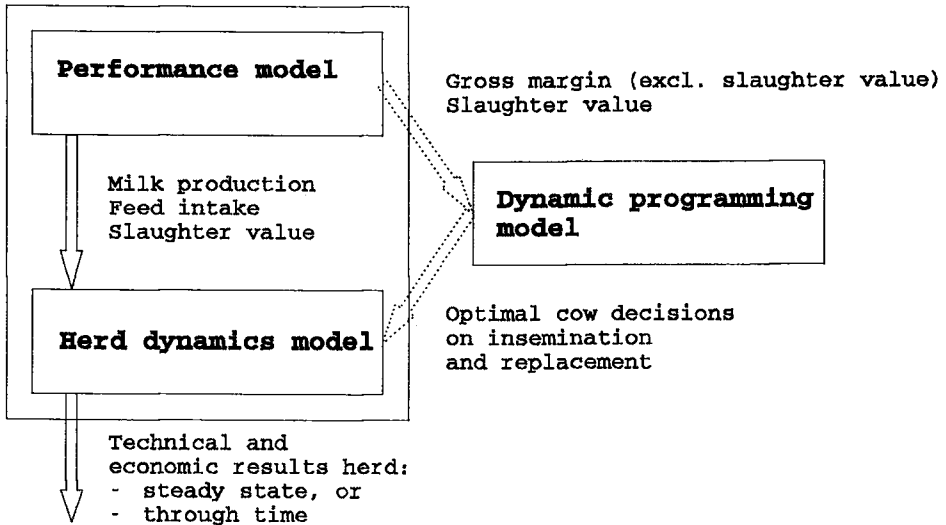 Performance model
Gross margin (excl. slaughter value)
Slaughter value
Milk production
Feed intake
Slaughter value
Dynamic programming
model
Herd dynamics model
Optimal cow decisions
on insemination
and replacement
Technical and
economic results herd:
- steady state, or
- through time